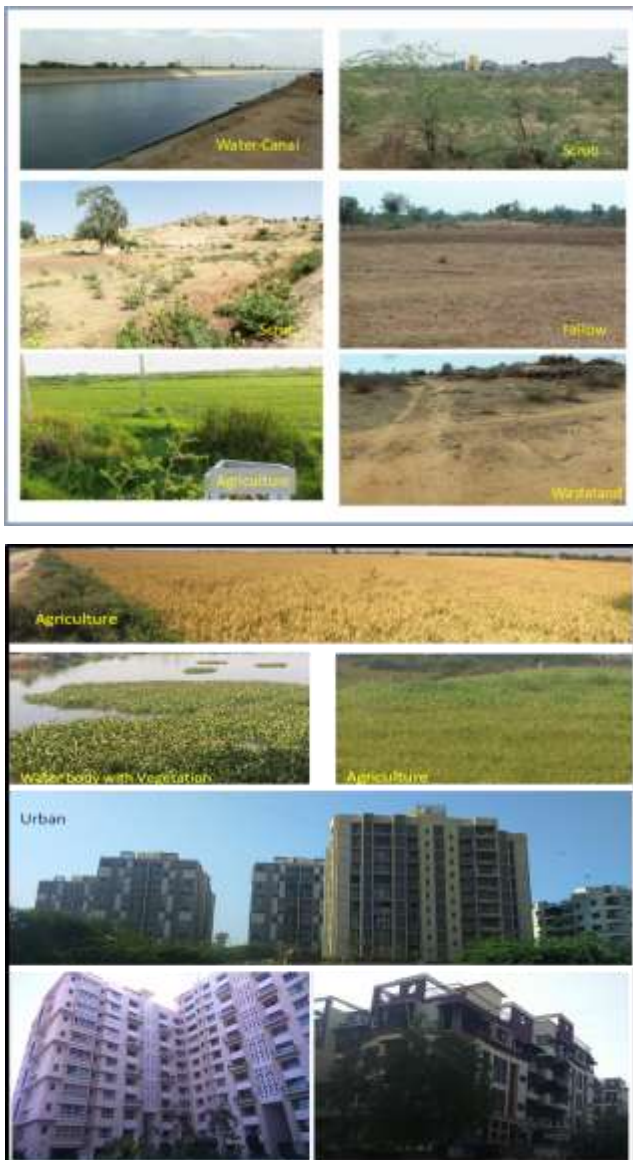 Water-Canal
Scrub
Scrub
Fallow
Agriculture
Wasteland
Agriculture
Water body with Vegetation
Agriculture
Urban